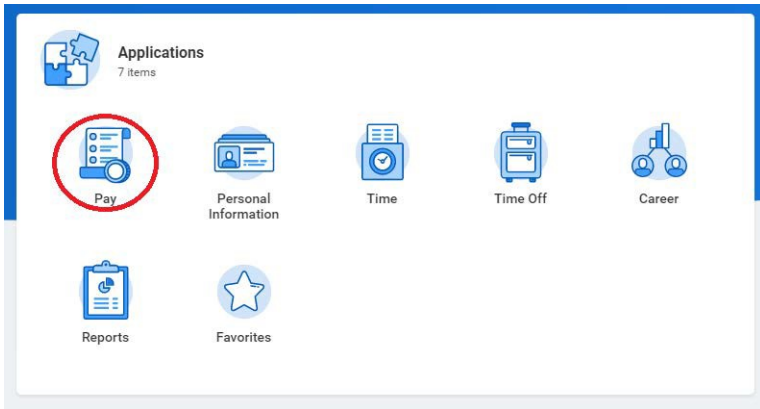 Applications
7 items
Pay
Personal
Information
Time
Time Off
Career
Reports
Favorites